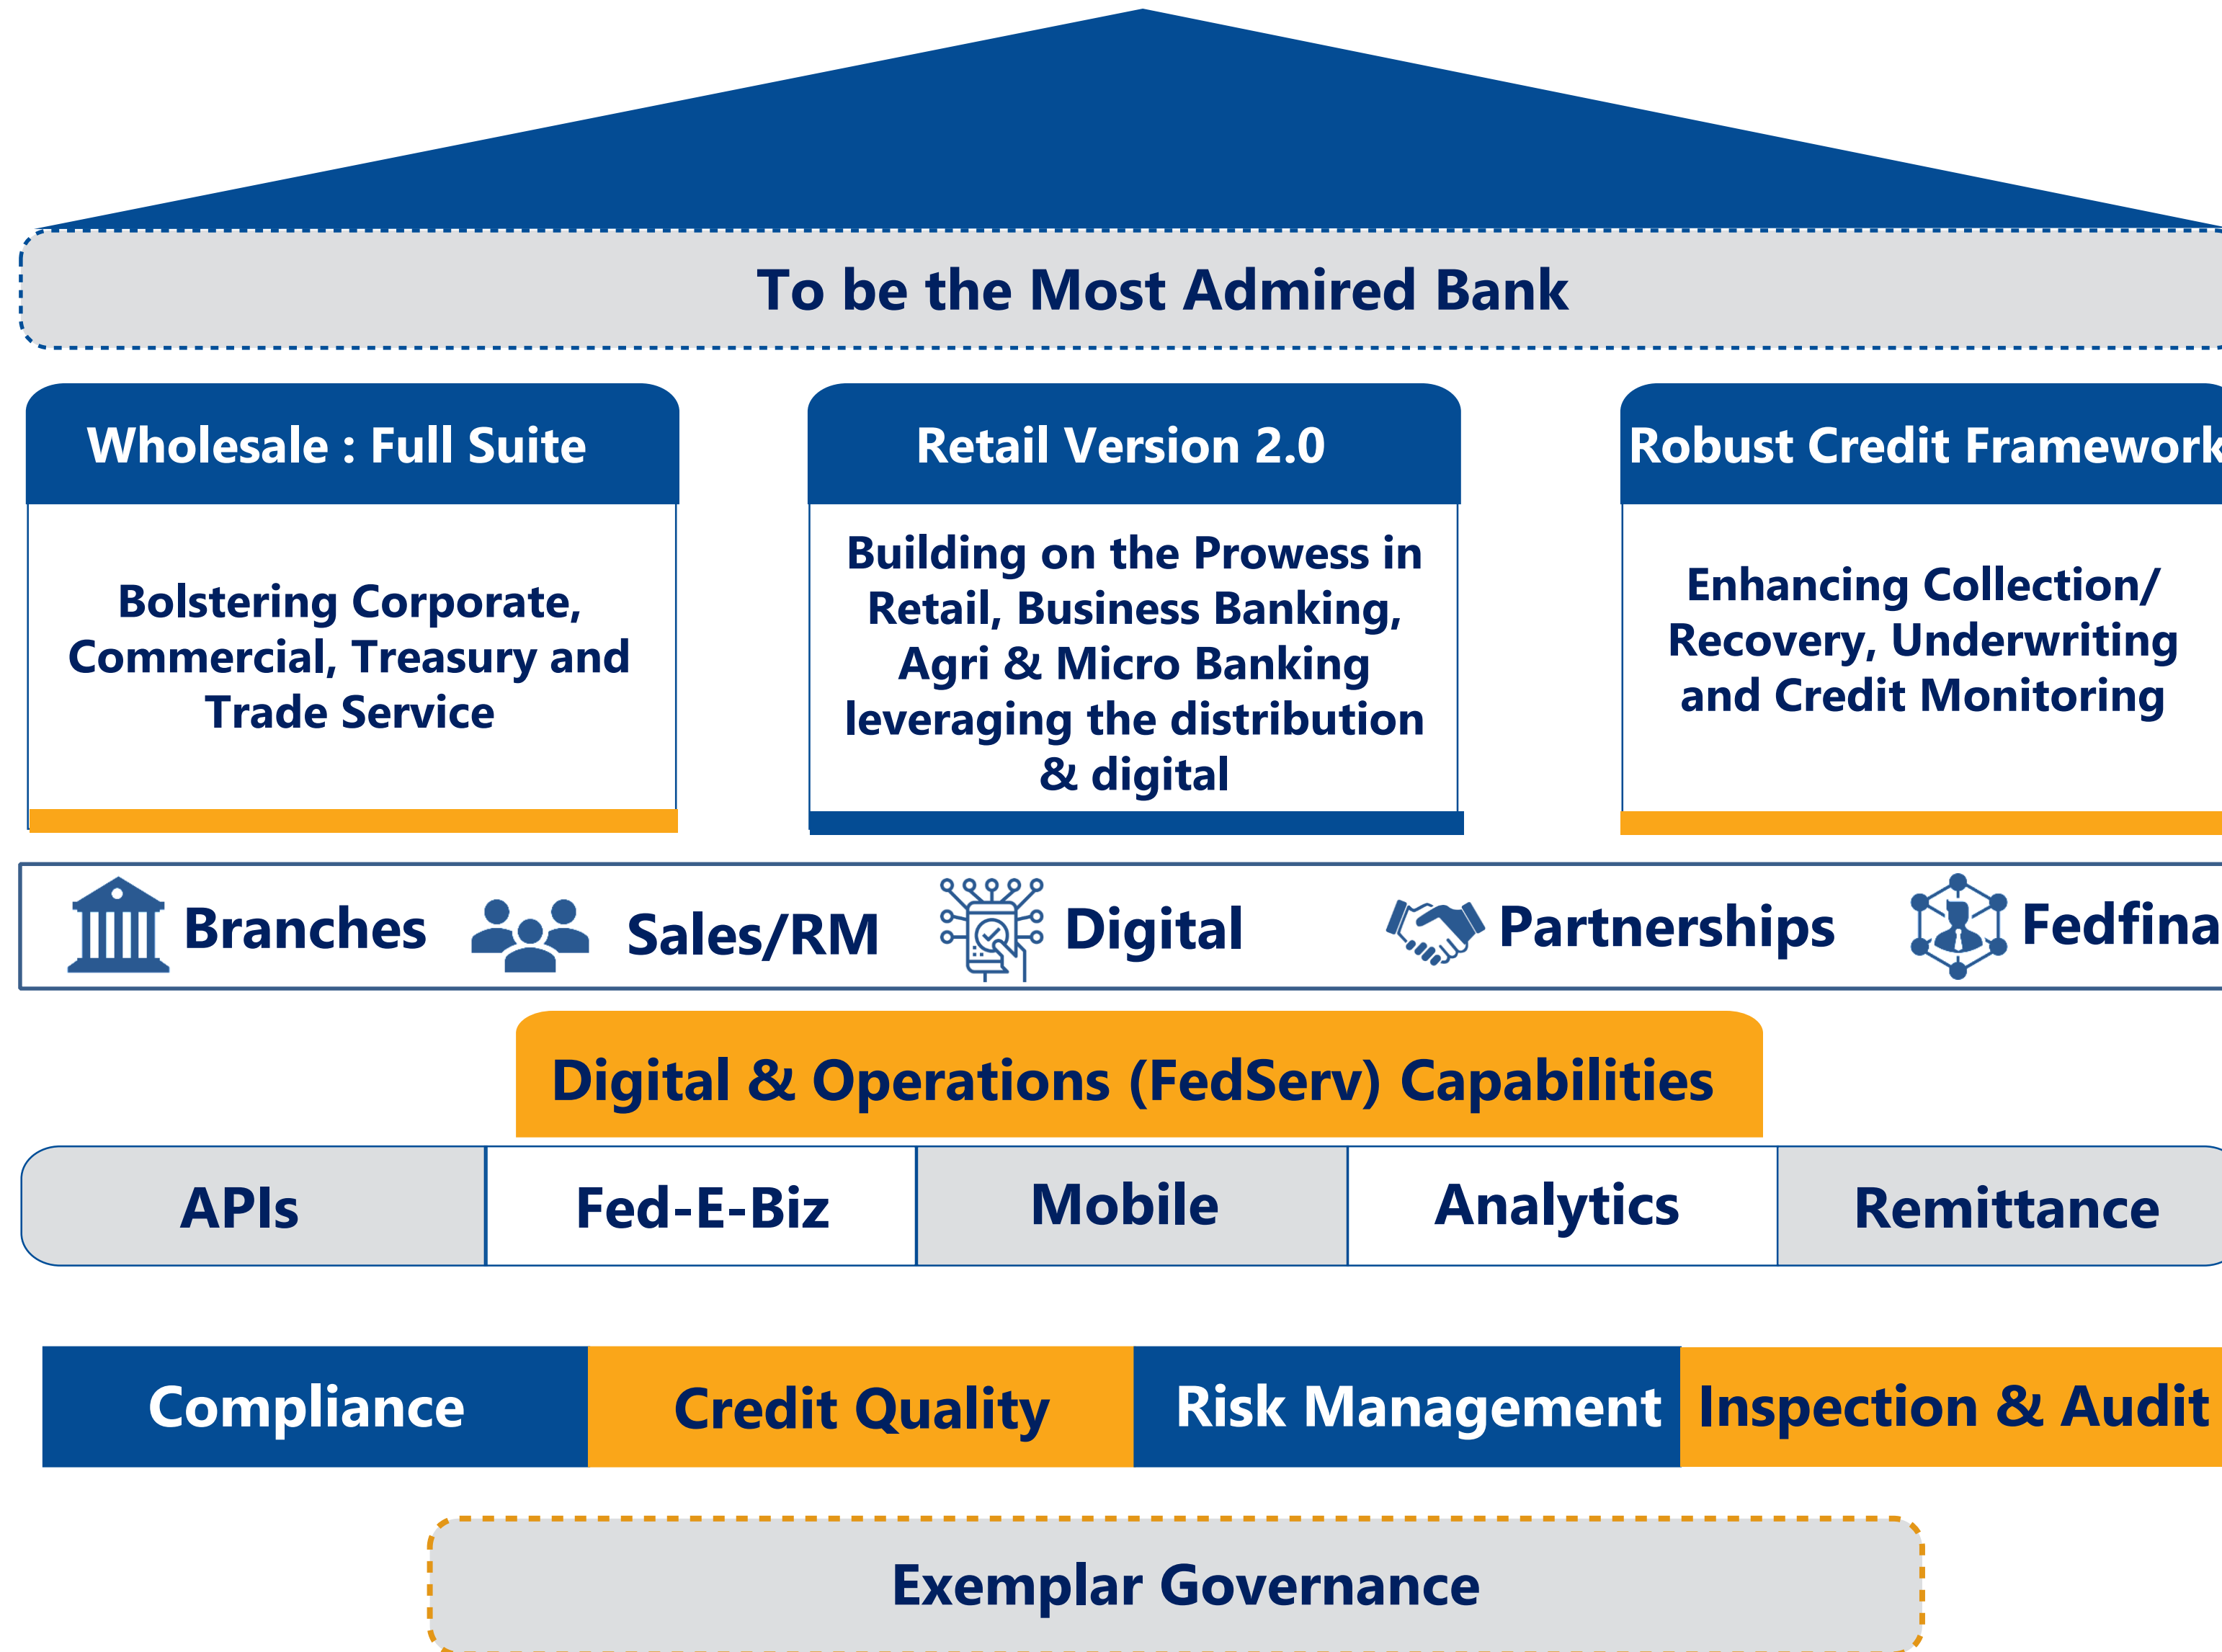 To be the Most Admired Bank
Wholesale : Full Suite
Bolstering Corporate,
Commercial, Treasury and
Trade Service
Retail Version 2.0
Building on the Prowess in
Retail, Business Banking,
Agri & Micro Banking
leveraging the distribution
& digital
Robust Credit Framework
Enhancing Collection/
Recovery, Underwriting
and Credit Monitoring
Branches
Sales/RM
Digital
Partnerships
Fedfina
Digital & Operations (FedServ) Capabilities
APIs
Fed-E-Biz
Mobile
Analytics
Remittance
Compliance
Credit Quality
Risk Management
Inspection & Audit
Exemplar Governance